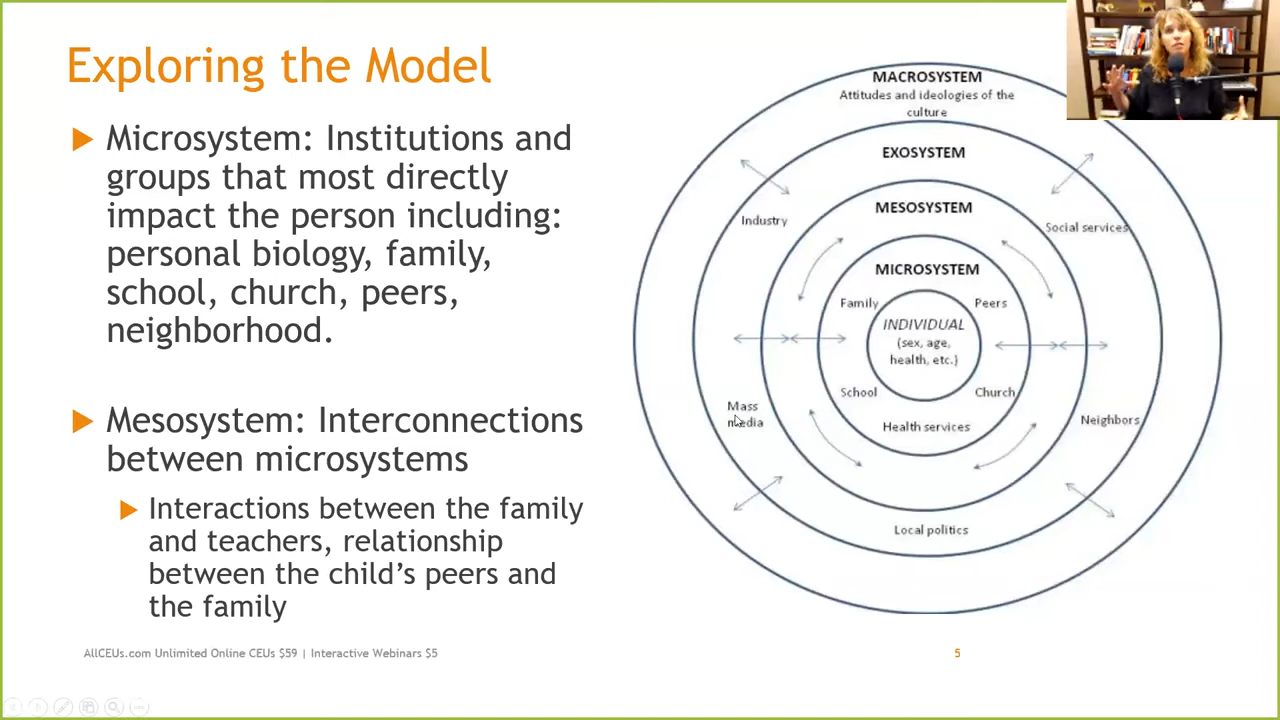 Exploring the Model
Microsystem: Institutions and
groups that most directly
impact the person including:
personal biology, family,
school, church, peers,
neighborhood.
Mesosystem: Interconnections
between microsystems
Interactions between the family
and teachers, relationship
between the child's peers and
the family
MACROSYSTEM
Attitudes and ideologies of the
culture
EXOSYSTEM
MESOSYSTEM
Industry
Social services
MICROSYSTEM
Family
Peers
INDIVIDUAL
(sex, age,
health, etc.)
School
Church
Mass
media
Health services
Neighbors
Local politics
AllCEUs.com Unlimited Online CEUs $59 | Interactive Webinars $5
5